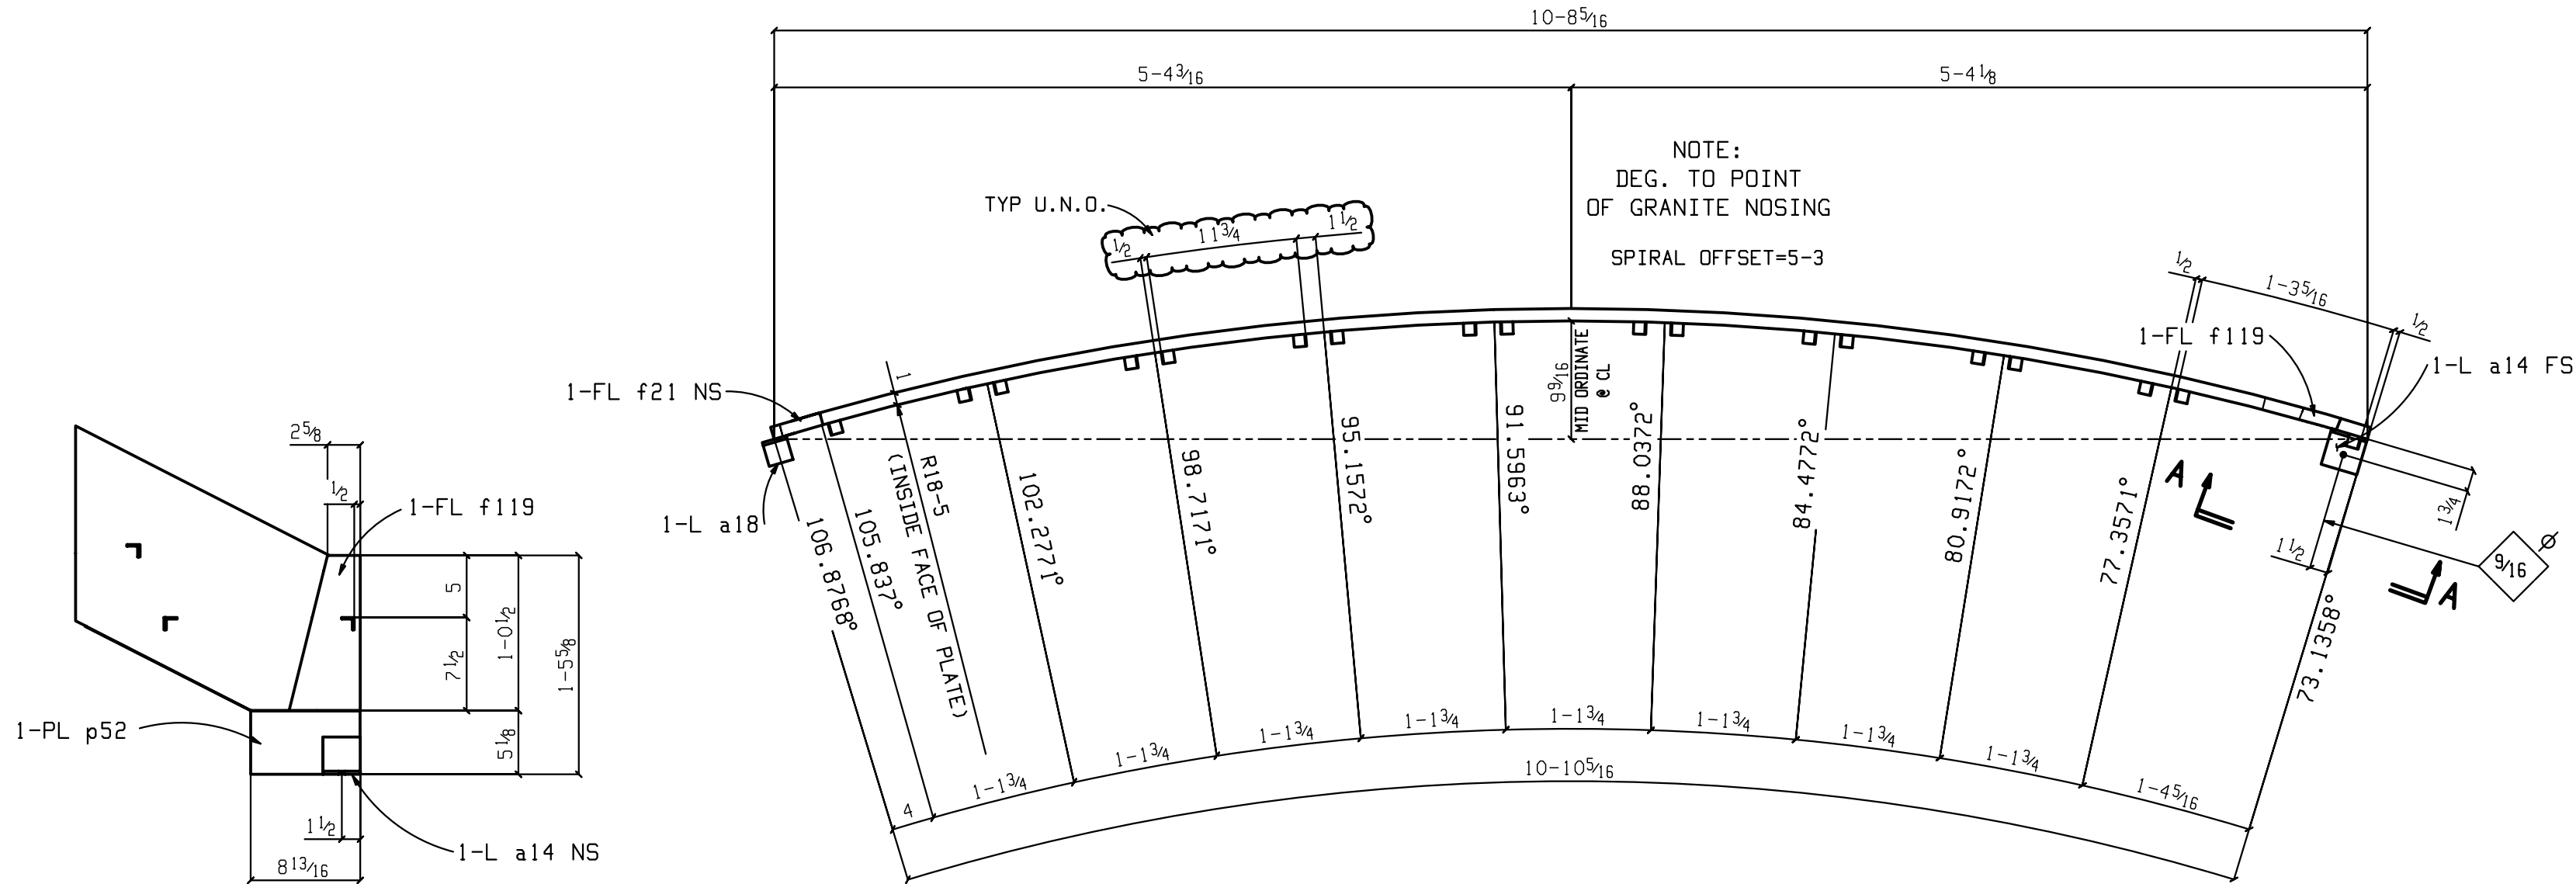 10-8 5/16
5-4 3/16
5-4 1/8
NOTE:
DEG. TO POINT
OF GRANITE NOSING
SPIRAL OFFSET=5-3
TYP U.N.O.
1/2
11 3/4
1 1/2
1/2
1-3 5/16
1/2
1-FL f119
1-L a14 FS
1-FL f21 NS
1
9 9/16
MID ORDINATE
@ CL
1-L a18
R18-5
(INSIDE FACE OF PLATE)
106.8768°
105.837°
102.2771°
98.7171°
95.1572°
91.5963°
88.0372°
84.4772°
80.9172°
77.3571°
73.1358°
A
A
1 3/4
1 1/2
9/16
Ø
4
1-1 3/4
1-1 3/4
1-1 3/4
1-1 3/4
1-1 3/4
1-1 3/4
1-1 3/4
1-1 3/4
1-4 5/16
10-10 5/16
2 5/8
1/2
1-FL f119
5
7 1/2
1-0 1/2
1-5 5/8
5 1/8
1-PL p52
1 1/2
8 13/16
1-L a14 NS